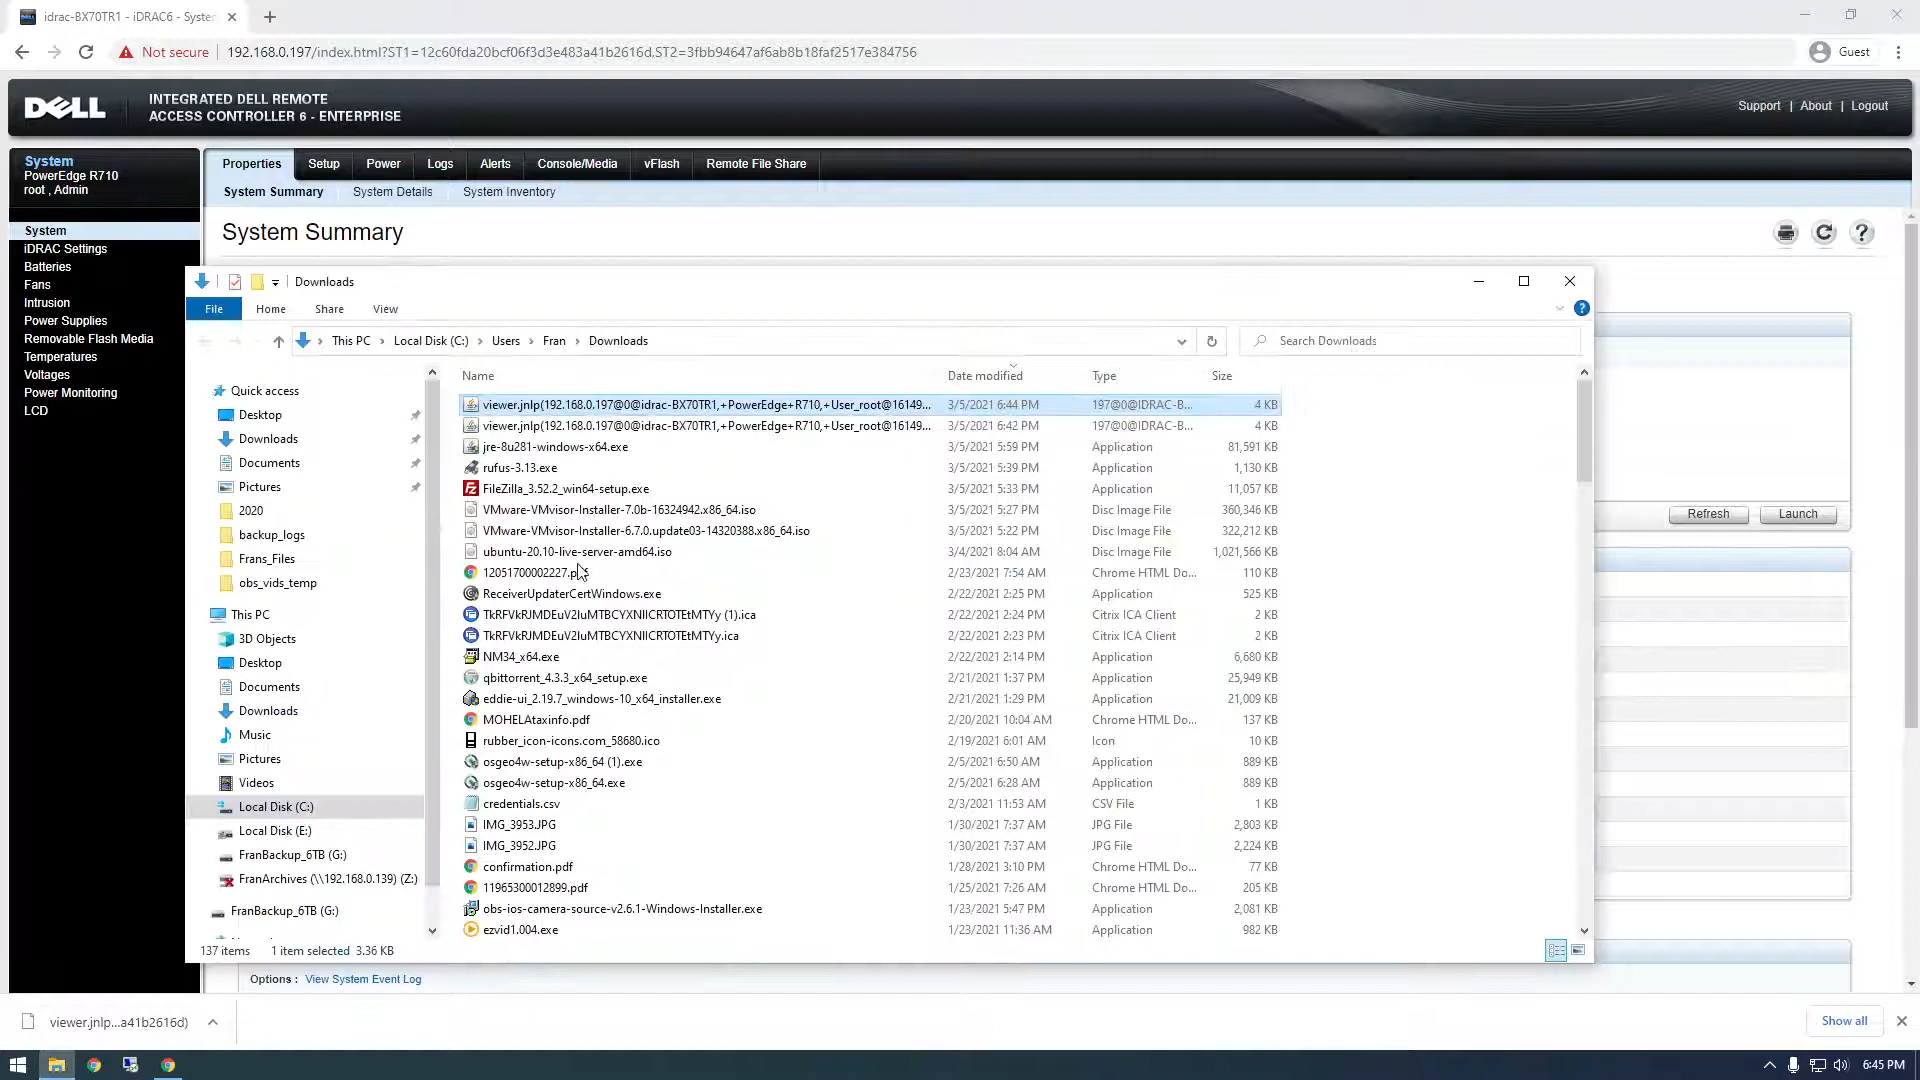 idrac-BX70TR1 - iDRAC6 - Syster
Not secure
192.168.0.197/index.html?ST1=12c60fda20bcf06f3d3e483a41b2616d,ST2=3fbb94647af6ab8b18faf2517e384756
Guest
DELL
INTEGRATED DELL REMOTE
ACCESS CONTROLLER 6 - ENTERPRISE
Support | About | Logout
System
PowerEdge R710
root , Admin
Properties Setup Power Logs Alerts Console/Media vFlash Remote File Share
System Summary System Details System Inventory
System Summary
System
iDRAC Settings
Batteries
Fans
Intrusion
Power Supplies
Removable Flash Media
Temperatures
Voltages
Power Monitoring
LCD
Refresh Launch
Downloads
File Home Share View
This PC > Local Disk (C:) > Users > Fran > Downloads
Search Downloads
Quick access
Desktop
Downloads
Documents
Pictures
2020
backup_logs
Frans_Files
obs_vids_temp
This PC
3D Objects
Desktop
Documents
Downloads
Music
Pictures
Videos
Local Disk (C:)
Local Disk (E:)
FranBackup_6TB (G:)
FranArchives (\\192.168.0.139) (Z:)
FranBackup_6TB (G:)
Name Date modified Type Size
viewer.jnlp(192.168.0.197@0@idrac-BX70TR1,+PowerEdge+R710,+User_root@16149... 3/5/2021 6:44 PM 197@0@IDRAC-B... 4 KB
viewer.jnlp(192.168.0.197@0@idrac-BX70TR1,+PowerEdge+R710,+User_root@16149... 3/5/2021 6:42 PM 197@0@IDRAC-B... 4 KB
jre-8u281-windows-x64.exe 3/5/2021 5:59 PM Application 81,591 KB
rufus-3.13.exe 3/5/2021 5:39 PM Application 1,130 KB
FileZilla_3.52.2_win64-setup.exe 3/5/2021 5:33 PM Application 11,057 KB
VMware-VMvisor-Installer-7.0b-16324942.x86_64.iso 3/5/2021 5:27 PM Disc Image File 360,346 KB
VMware-VMvisor-Installer-6.7.0.update03-14320388.x86_64.iso 3/5/2021 5:22 PM Disc Image File 322,212 KB
ubuntu-20.10-live-server-amd64.iso 3/4/2021 8:04 AM Disc Image File 1,021,566 KB
12051700002227.pdf 2/23/2021 7:54 AM Chrome HTML Do... 110 KB
ReceiverUpdaterCertWindows.exe 2/22/2021 2:25 PM Application 525 KB
2/22/2021 2:24 PM Citrix ICA Client 2 KB
2/22/2021 2:23 PM Citrix ICA Client 2 KB
NM34_x64.exe 2/22/2021 2:14 PM Application 6,680 KB
qbittorrent_4.3.3_x64_setup.exe 2/21/2021 1:37 PM Application 25,949 KB
eddie-ui_2.19.7_windows-10_x64_installer.exe 2/21/2021 1:29 PM Application 21,009 KB
MOHELAtaxinfo.pdf 2/20/2021 10:04 AM Chrome HTML Do... 137 KB
rubber_icon-icons.com_58680.ico 2/19/2021 6:01 AM Icon 10 KB
osgeo4w-setup-x86_64 (1).exe 2/5/2021 6:50 AM Application 889 KB
osgeo4w-setup-x86_64.exe 2/5/2021 6:28 AM Application 889 KB
credentials.csv 2/3/2021 11:53 AM CSV File 1 KB
IMG_3953.JPG 1/30/2021 7:37 AM JPG File 2,803 KB
IMG_3952.JPG 1/30/2021 7:37 AM JPG File 2,224 KB
confirmation.pdf 1/28/2021 3:10 PM Chrome HTML Do... 77 KB
11965300012899.pdf 1/25/2021 7:26 AM Chrome HTML Do... 205 KB
obs-ios-camera-source-v2.6.1-Windows-Installer.exe 1/23/2021 5:47 PM Application 2,081 KB
ezvid1.004.exe 1/23/2021 11:36 AM Application 982 KB
137 items 1 item selected 3.36 KB
Options : View System Event Log
viewer.jnlp...a41b2616d)
Show all
6:45 PM